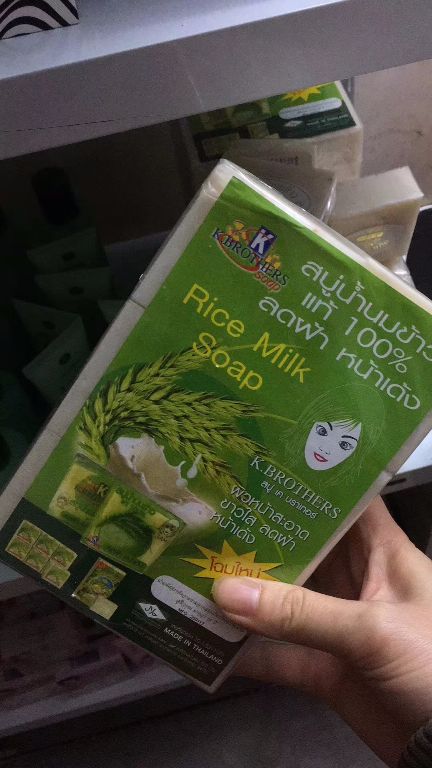 K
K.BROTHERS
Soap
สบู่น้ำนมข้าว
แท้ 100%
ลดฝ้า หน้าเด้ง
Rice Milk
Soap
K.BROTHERS
สบู่ เค บราเทอร์
ผิวหน้าสะอาด
ขาวใส ลดฝ้า
หน้าเด้ง
โฉมใหม่
MADE IN THAILAND